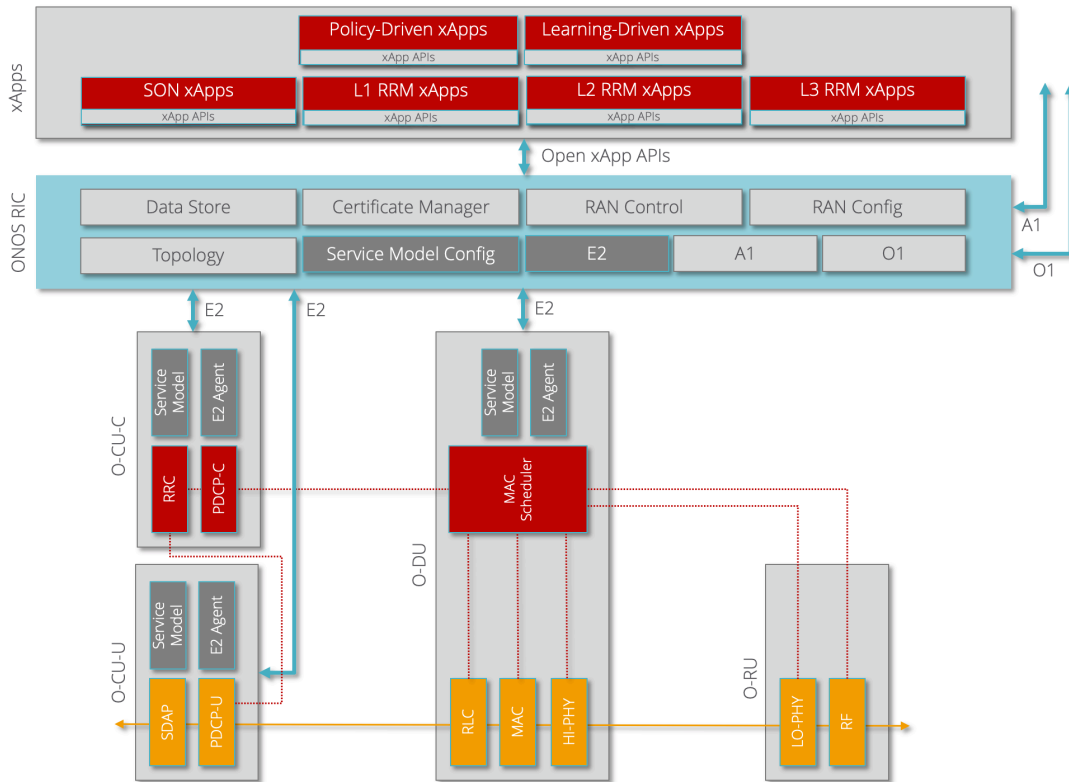 xApps
Policy-Driven xApps
xApp APIs
Learning-Driven xApps
xApp APIs
SON xApps
xApp APIs
L1 RRM xApps
xApp APIs
L2 RRM xApps
xApp APIs
L3 RRM xApps
xApp APIs
Open xApp APIs
ONOS RIC
Data Store
Certificate Manager
RAN Control
RAN Config
A1
Topology
Service Model Config
E2
A1
O1
O1
E2
E2
E2
O-CU-C
Service
Model
E2 Agent
RRC
PDCP-C
O-DU
Service
Model
E2 Agent
MAC
Scheduler
O-CU-U
Service
Model
E2 Agent
SDAP
PDCP-U
RLC
MAC
HI-PHY
O-RU
LO-PHY
RF